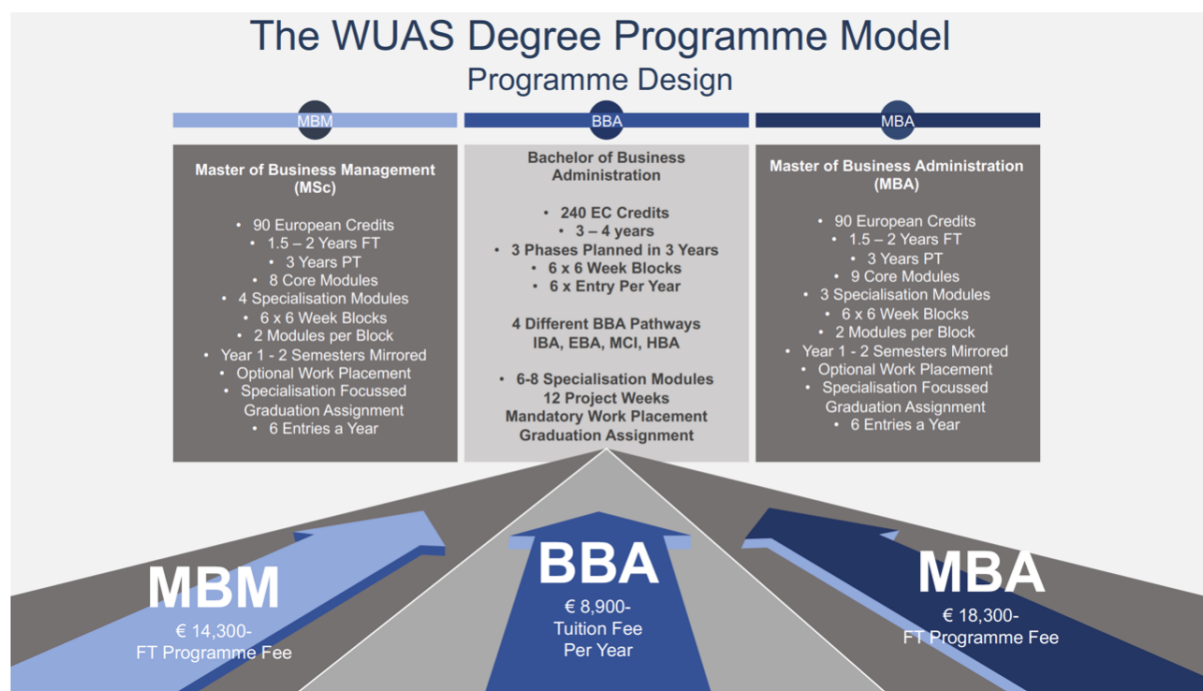 The WUAS Degree Programme Model
Programme Design
MBM
Master of Business Management
(MSc)
• 90 European Credits
• 1.5 – 2 Years FT
• 3 Years PT
• 8 Core Modules
• 4 Specialisation Modules
• 6 x 6 Week Blocks
• 2 Modules per Block
• Year 1 - 2 Semesters Mirrored
• Optional Work Placement
• Specialisation Focussed
Graduation Assignment
• 6 Entries a Year
BBA
Bachelor of Business
Administration
• 240 EC Credits
• 3 – 4 years
• 3 Phases Planned in 3 Years
• 6 x 6 Week Blocks
• 6 x Entry Per Year
4 Different BBA Pathways
IBA, EBA, MCI, HBA
6-8 Specialisation Modules
12 Project Weeks
Mandatory Work Placement
Graduation Assignment
MBA
Master of Business Administration
(MBA)
• 90 European Credits
• 1.5 – 2 Years FT
• 3 Years PT
• 9 Core Modules
• 3 Specialisation Modules
• 6 x 6 Week Blocks
• 2 Modules per Block
• Year 1 - 2 Semesters Mirrored
• Optional Work Placement
• Specialisation Focussed
Graduation Assignment
• 6 Entries a Year
MBM
€ 14,300-
FT Programme Fee
BBA
€ 8,900-
Tuition Fee
Per Year
MBA
€ 18,300-
FT Programme Fee